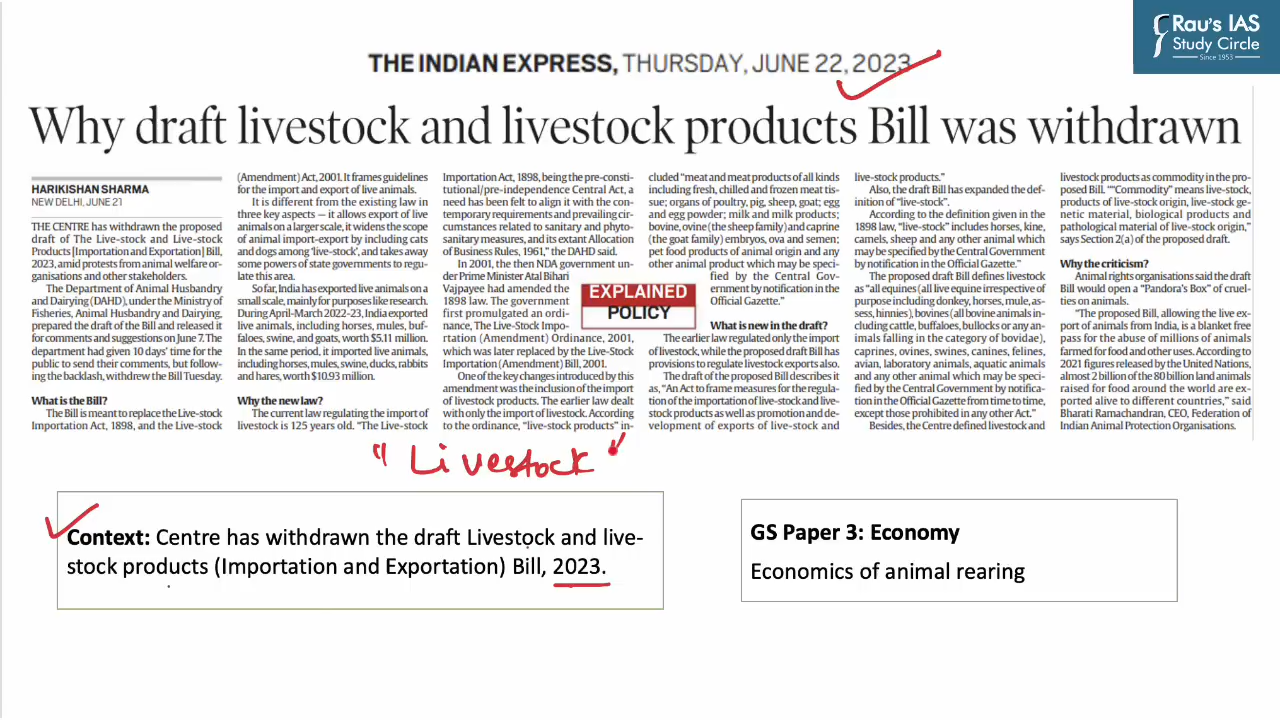 Rau's IAS
Study Circle
Since 1953
THE INDIAN EXPRESS, THURSDAY, JUNE 22, 2023
Why draft livestock and livestock products Bill was withdrawn
HARIKISHAN SHARMA
NEW DELHI, JUNE 21
THE CENTRE has withdrawn the proposed
draft of The Live-stock and Live-stock
Products [Importation and Exportation] Bill,
2023, amid protests from animal welfare or-
ganisations and other stakeholders.
The Department of Animal Husbandry
and Dairying (DAHD), under the Ministry of
Fisheries, Animal Husbandry and Dairying,
prepared the draft of the Bill and released it
for comments and suggestions on June 7. The
department had given 10 days' time for the
public to send their comments, but follow-
ing the backlash, withdrew the Bill Tuesday.
What is the Bill?
The Bill is meant to replace the Live-stock
Importation Act, 1898, and the Live-stock
(Amendment) Act, 2001. It frames guidelines
for the import and export of live animals.
It is different from the existing law in
three key aspects — it allows export of live
animals on a larger scale, it widens the scope
of animal import-export by including cats
and dogs among 'live-stock', and takes away
some powers of state governments to regu-
late this area.
So far, India has exported live animals on a
small scale, mainly for purposes like research.
During April-March 2022-23, India exported
live animals, including horses, mules, buf-
faloes, swine, and goats, worth $5.11 million.
In the same period, it imported live animals,
including horses, mules, swine, ducks, rabbits
and hares, worth $10.93 million.
Why the new law?
The current law regulating the import of
livestock is 125 years old. "The Live-stock
Importation Act, 1898, being the pre-consti-
tutional/pre-independence Central Act, a
need has been felt to align it with the con-
temporary requirements and prevailing cir-
cumstances related to sanitary and phyto-
sanitary measures, and its extant Allocation
of Business Rules, 1961," the DAHD said.
In 2001, the then NDA government un-
der Prime Minister Atal Bihari
Vajpayee had amended the
1898 law. The government
first promulgated an ordi-
nance, The Live-Stock Impo-
rtation (Amendment) Ordinance, 2001,
which was later replaced by the Live-Stock
Importation (Amendment) Bill, 2001.
One of the key changes introduced by this
amendment was the inclusion of the import
of livestock products. The earlier law dealt
with only the import of livestock. According
to the ordinance, "live-stock products" in-
EXPLAINED
POLICY
cluded "meat and meat products of all kinds
including fresh, chilled and frozen meat tis-
sue; organs of poultry, pig, sheep, goat; egg
and egg powder; milk and milk products;
bovine, ovine (the sheep family) and caprine
(the goat family) embryos, ova and semen;
pet food products of animal origin and any
other animal product which may be speci-
fied by the Central Gov-
ernment by notification in the
Official Gazette."
What is new in the draft?
The earlier law regulated only the import
of livestock, while the proposed draft Bill has
provisions to regulate livestock exports also.
The draft of the proposed Bill describes it
as, "An Act to frame measures for the regula-
tion of the importation of live-stock and live-
stock products as well as promotion and de-
velopment of exports of live-stock and
live-stock products."
Also, the draft Bill has expanded the def-
inition of "live-stock".
According to the definition given in the
1898 law, "live-stock" includes horses, kine,
camels, sheep and any other animal which
may be specified by the Central Government
by notification in the Official Gazette."
The proposed draft Bill defines livestock
as "all equines (all live equine irrespective of
purpose including donkey, horses, mule, as-
sess, hinnies), bovines (all bovine animals in-
cluding cattle, buffaloes, bullocks or any an-
imals falling in the category of bovidae),
caprines, ovines, swines, canines, felines,
avian, laboratory animals, aquatic animals
and any other animal which may be speci-
fied by the Central Government by notifica-
tion in the Official Gazette from time to time,
except those prohibited in any other Act."
Besides, the Centre defined livestock and
livestock products as commodity in the pro-
posed Bill. ""Commodity" means live-stock,
products of live-stock origin, live-stock ge-
netic material, biological products and
pathological material of live-stock origin,"
says Section 2(a) of the proposed draft.
Why the criticism?
Animal rights organisations said the draft
Bill would open a "Pandora's Box" of cruel-
ties on animals.
"The proposed Bill, allowing the live ex-
port of animals from India, is a blanket free
pass for the abuse of millions of animals
farmed for food and other uses. According to
2021 figures released by the United Nations,
almost 2 billion of the 80 billion land animals
raised for food around the world are ex-
ported alive to different countries," said
Bharati Ramachandran, CEO, Federation of
Indian Animal Protection Organisations.
"Livestock"
Context: Centre has withdrawn the draft Livestock and live-
stock products (Importation and Exportation) Bill, 2023.
GS Paper 3: Economy
Economics of animal rearing